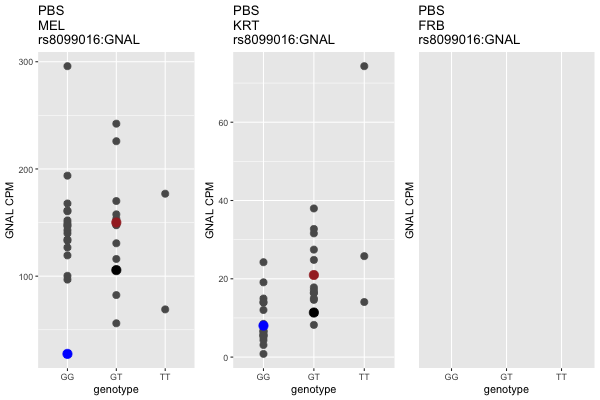 PBS
MEL
rs8099016:GNAL
300
200
100
GNAL CPM
GG
GT
TT
genotype
PBS
KRT
rs8099016:GNAL
60
40
20
0
GNAL CPM
GG
GT
TT
genotype
PBS
FRB
rs8099016:GNAL
GNAL CPM
GG
GT
TT
genotype